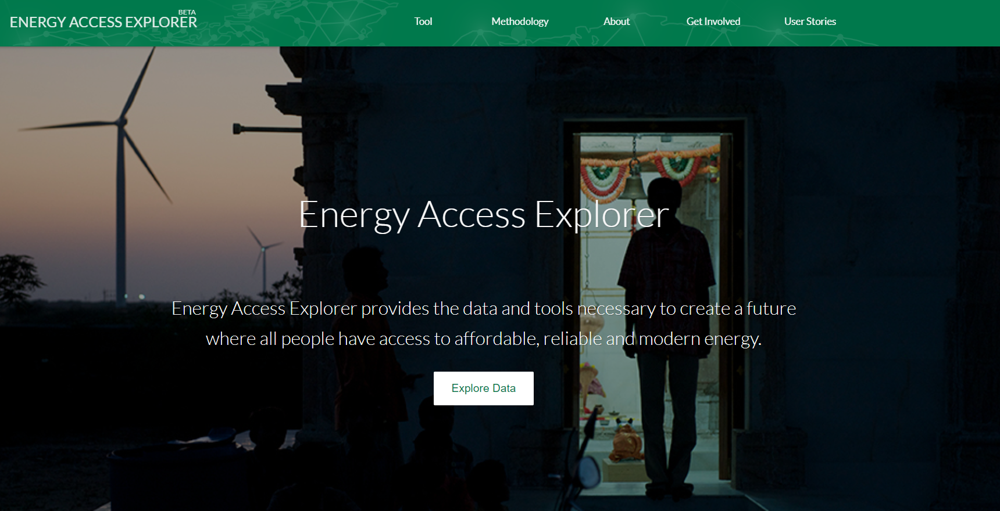 BETA
ENERGY ACCESS EXPLORER
Tool
Methodology
About
Get Involved
User Stories
Energy Access Explorer
Energy Access Explorer provides the data and tools necessary to create a future
where all people have access to affordable, reliable and modern energy.
Explore Data